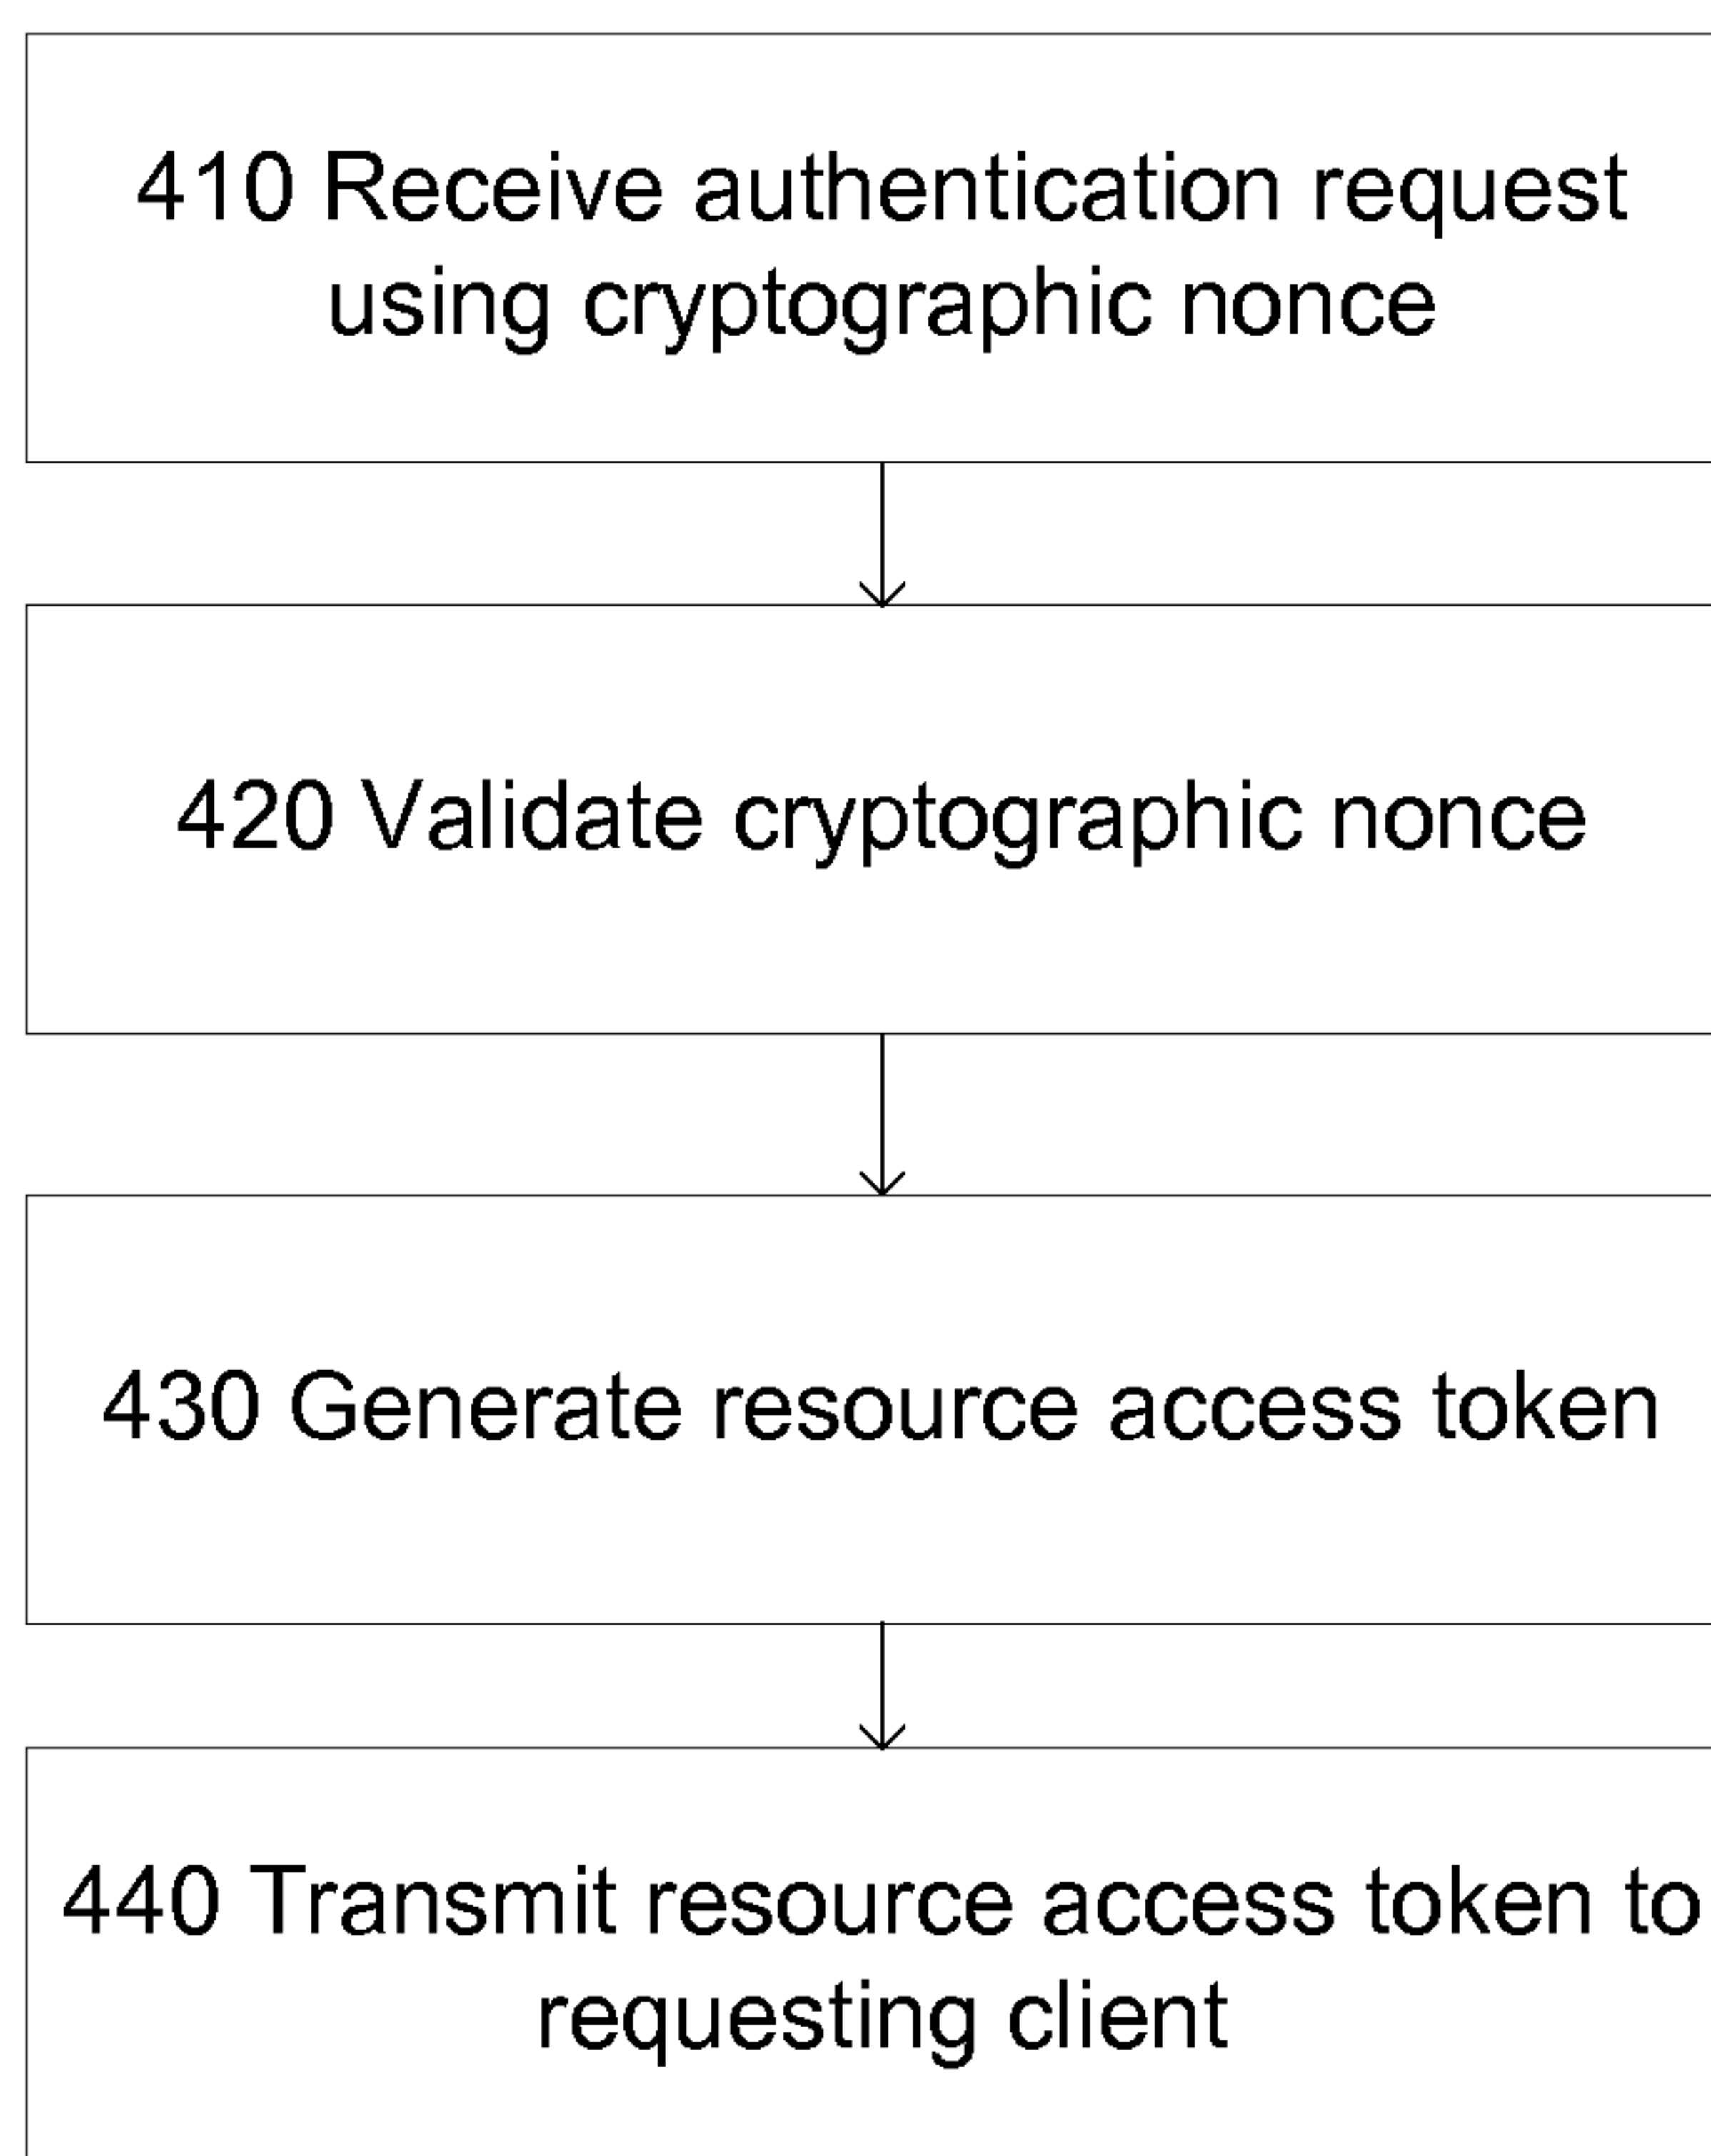 410 Receive authentication request
using cryptographic nonce
420 Validate cryptographic nonce
430 Generate resource access token
440 Transmit resource access token to
requesting client